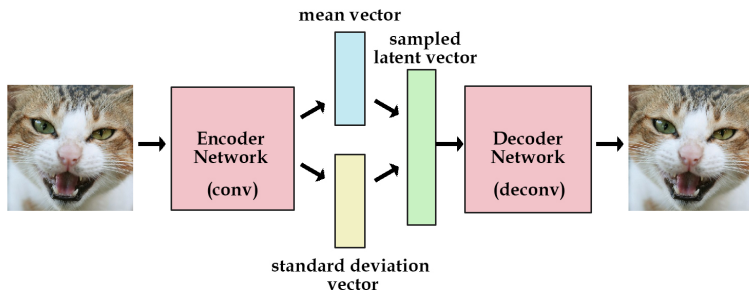 mean vector
sampled
latent vector
Encoder
Network
(conv)
Decoder
Network
(deconv)
standard deviation
vector